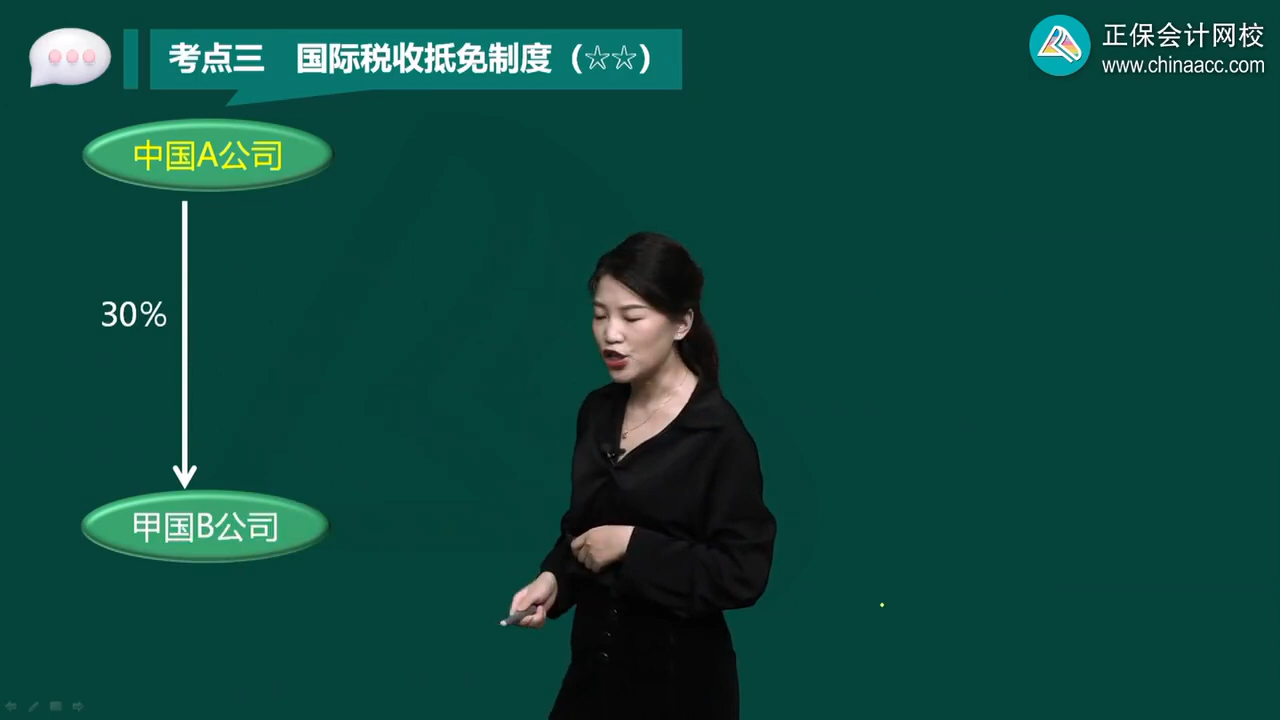 考点三 国际税收抵免制度（☆☆）
正保会计网校
www.chinaacc.com
中国A公司
30%
甲国B公司